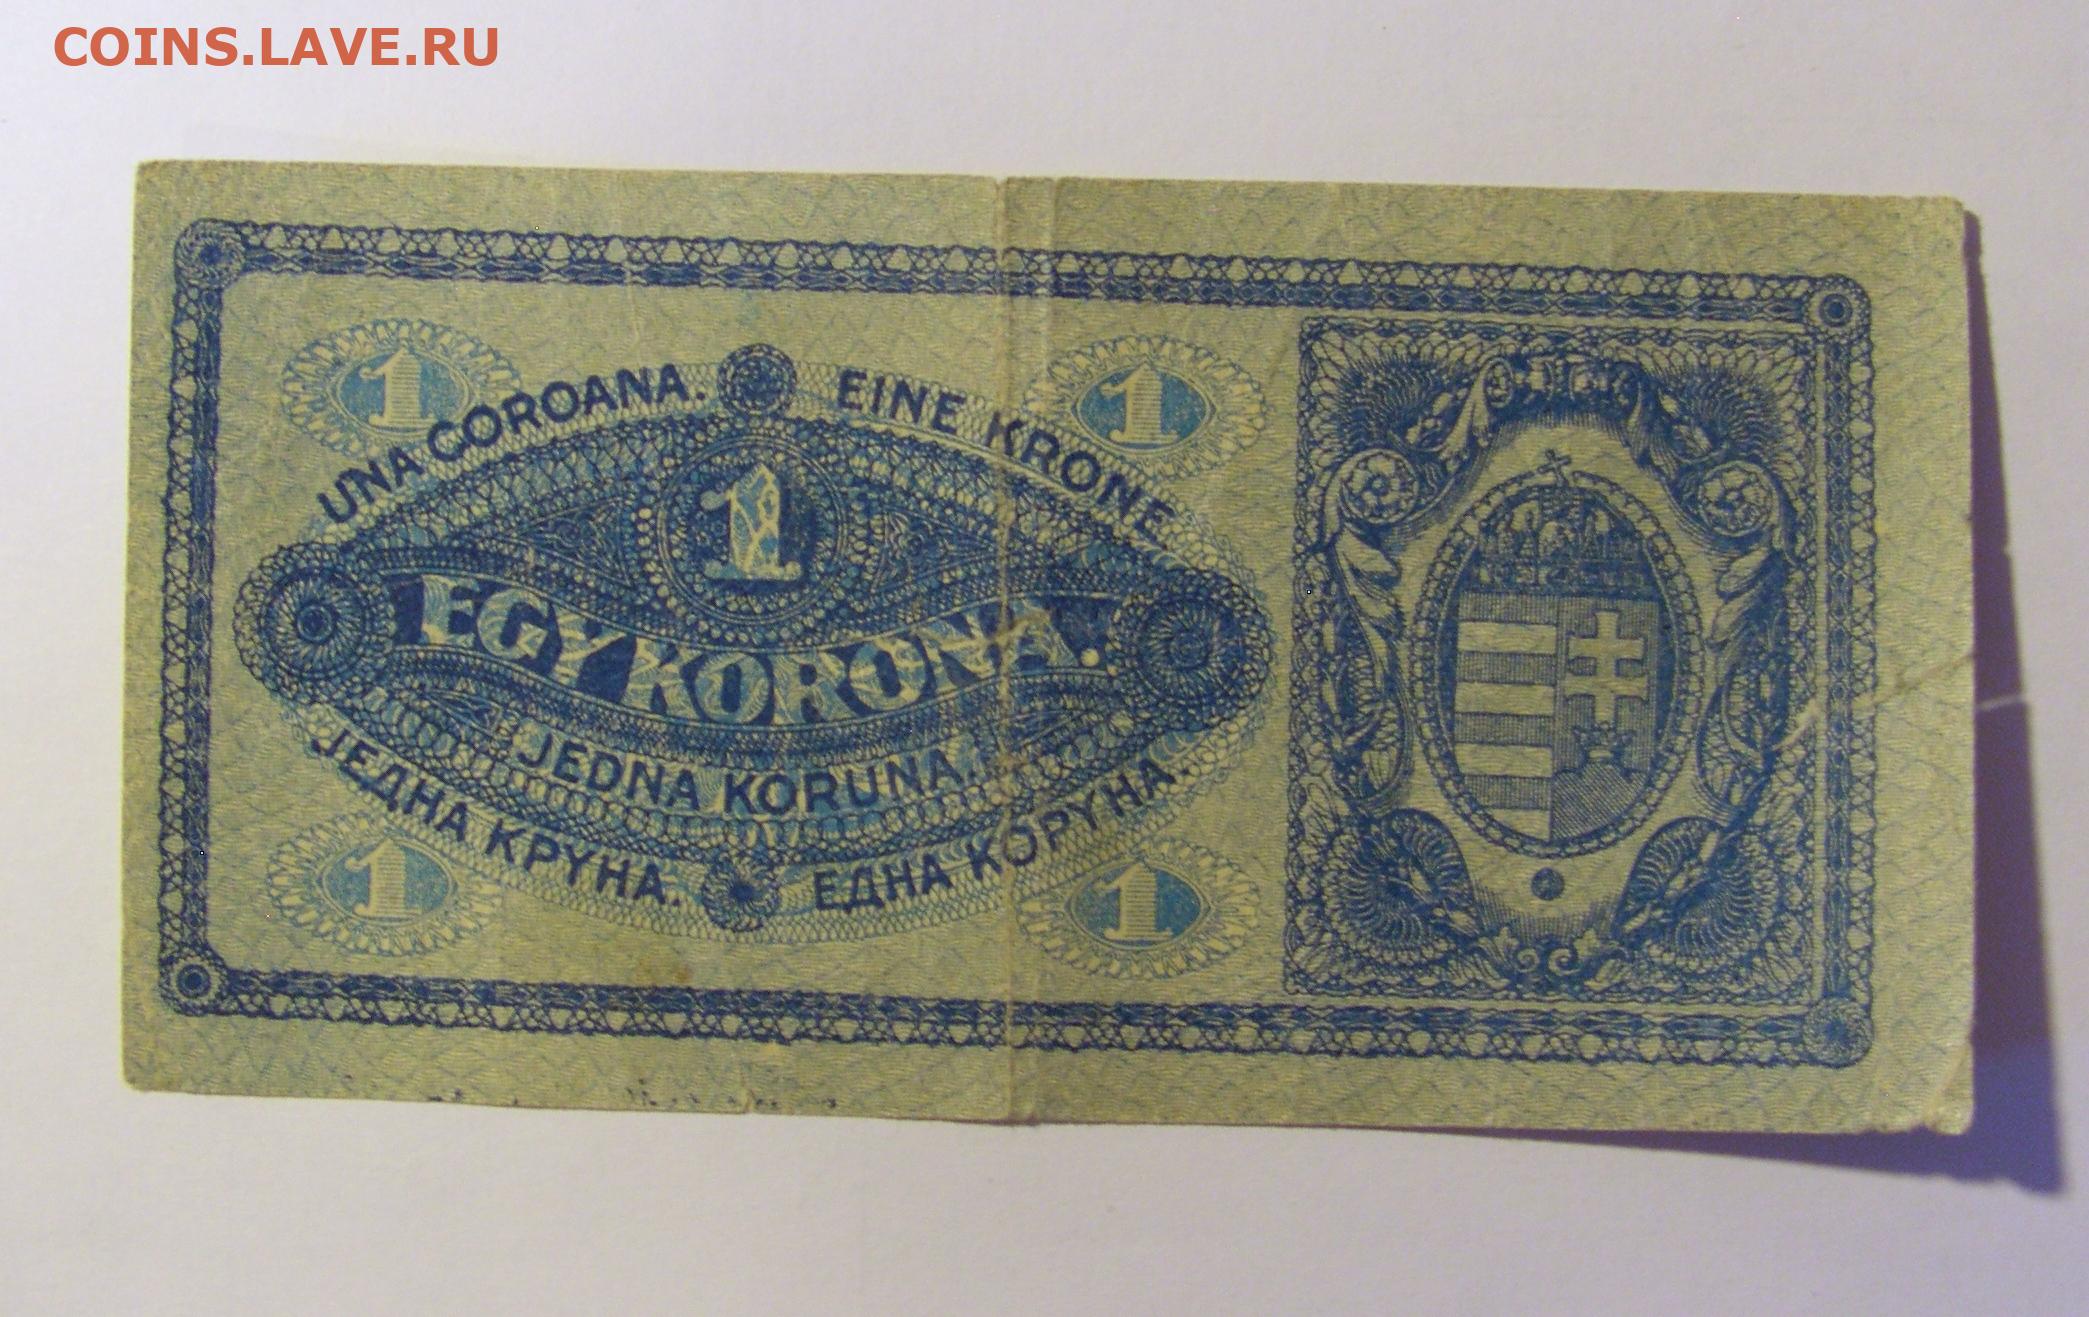 COINS.LAVE.RU
UNA COROANA.
EINE KRONE
1
1
1
EGY KORONA.
JEDNA KORUNA.
ЈЕДНА КРУНА.
ЕДНА КОРУНА.
1
1